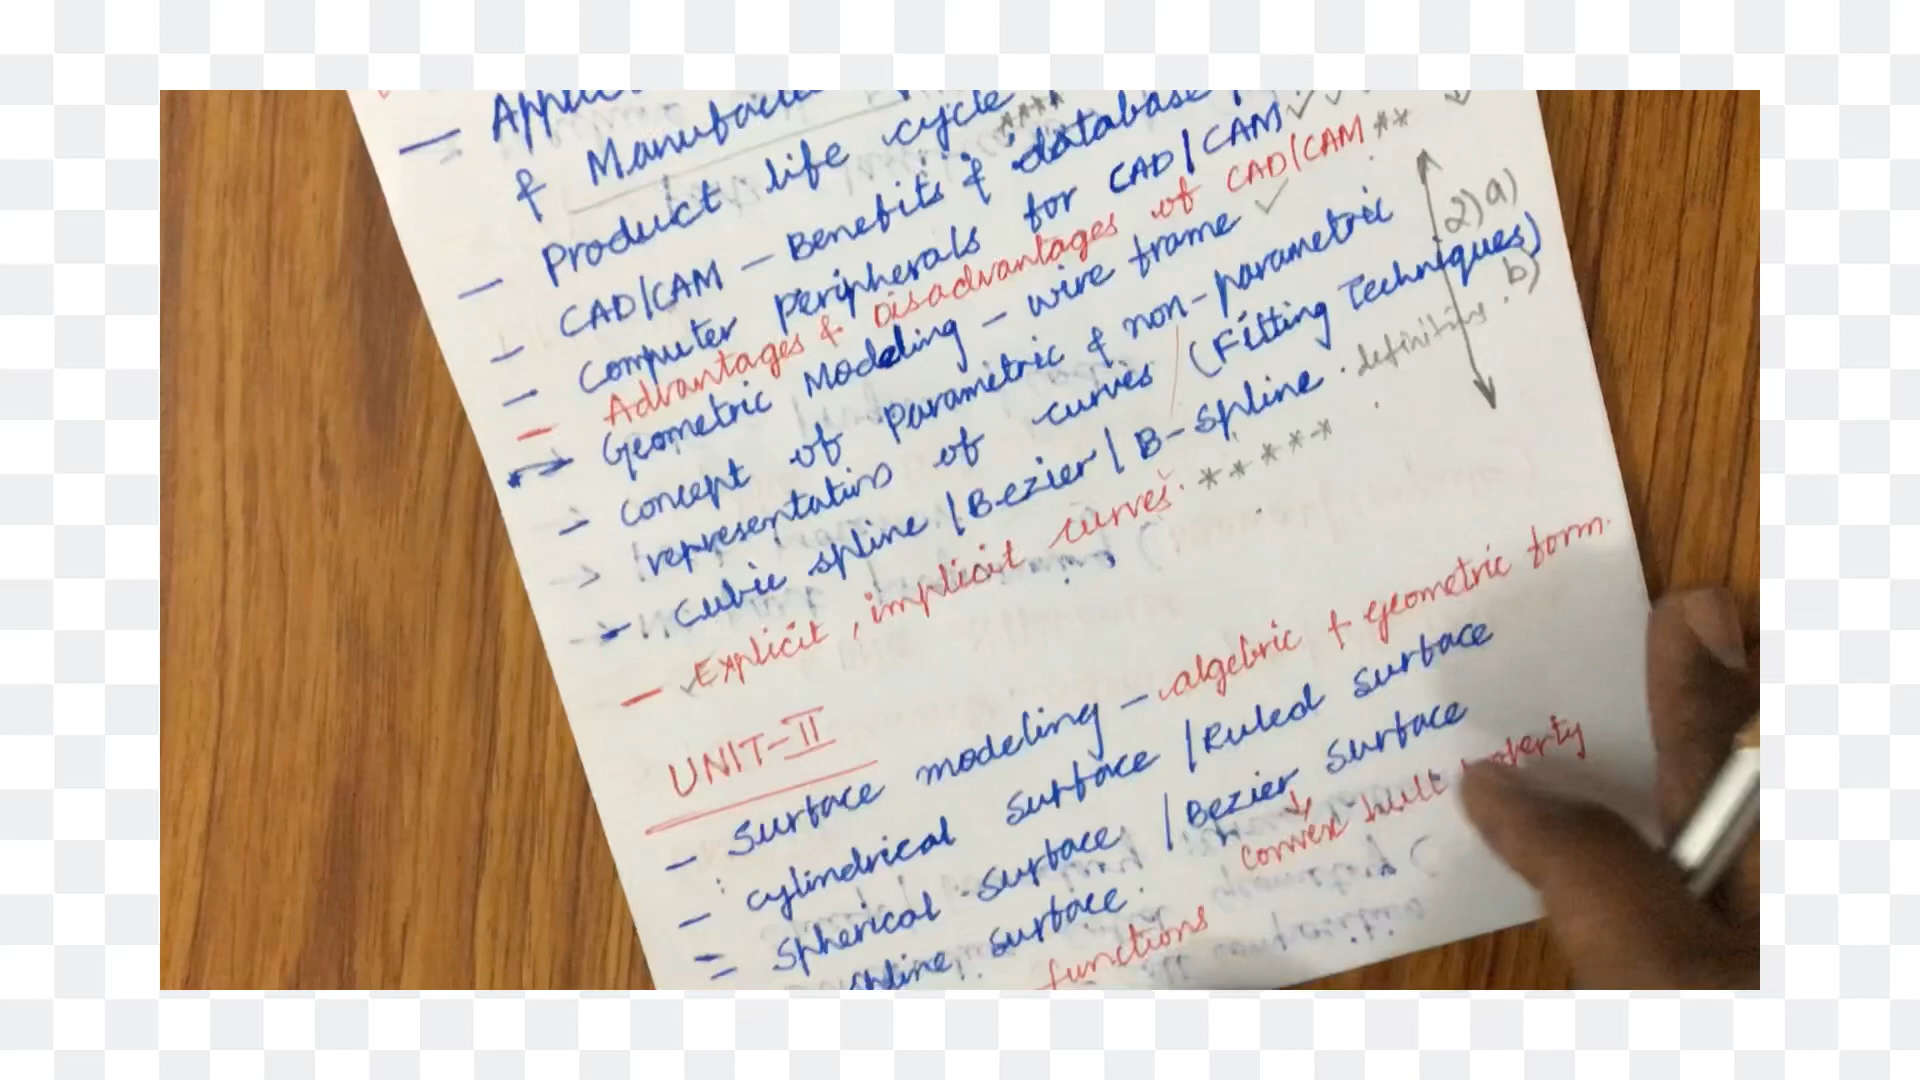 — Applic
& Manufactu
— Product life cycle ****
— CAD/CAM – Benefits & database
— Computer peripherals for CAD/CAM ✓✓
— Advantages & Disadvantages of CAD/CAM **
— Geometric Modeling – wire frame ✓
— concept of parametric & non-parametric
representations of curves (Fitting Techniques)
2) a)
b)
— cubic spline / Bezier / B-spline . definitions.
— ✓ Explicit, implicit curves. *****
UNIT-II
— surface modeling – algebric + geometric form.
— cylindrical surface / Ruled surface
= spherical surface / Bezier surface
↓
convex hull property
spline surface.
functions